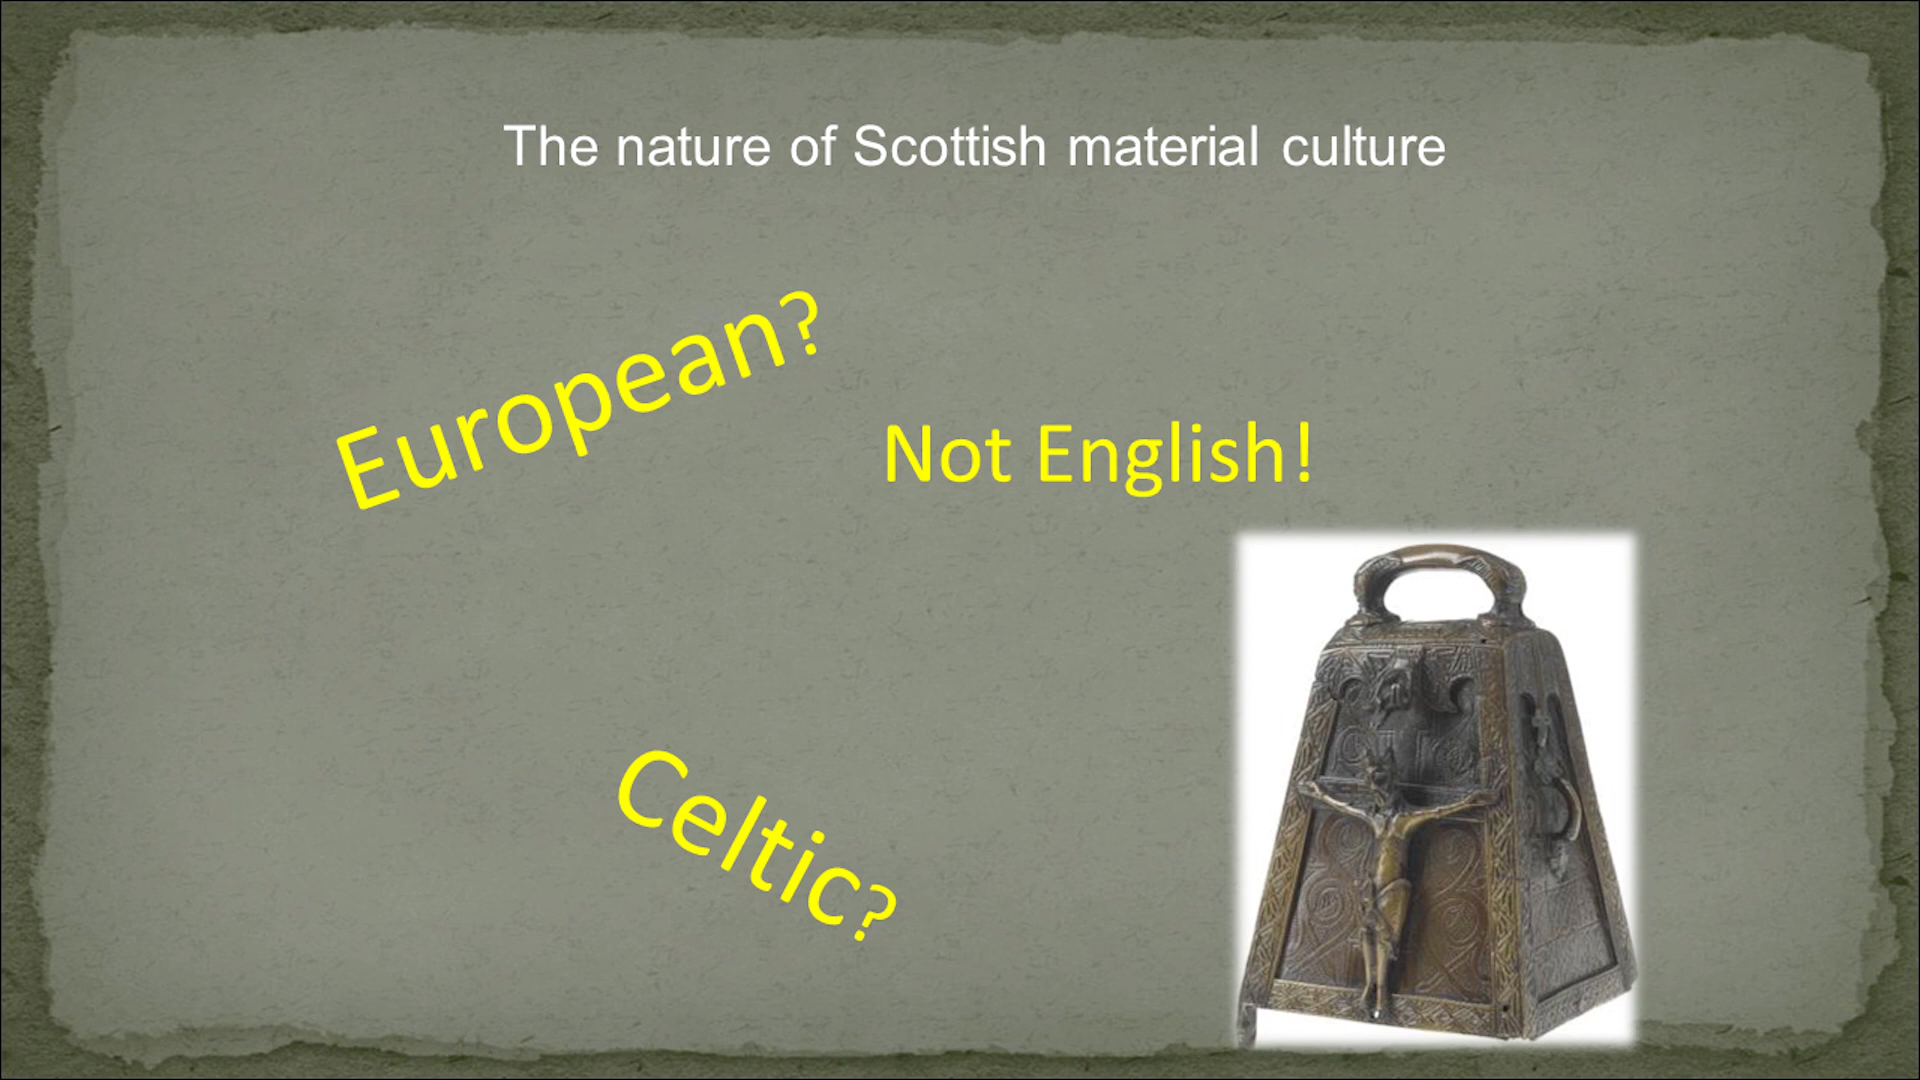 The nature of Scottish material culture
European?
Not English!
Celtic?